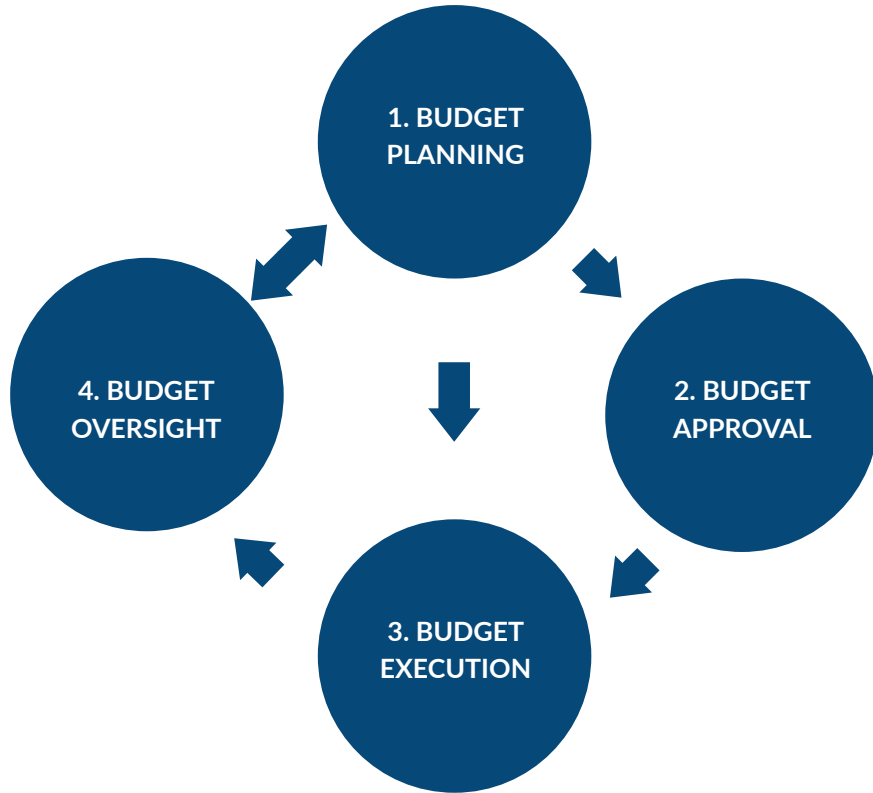 1. BUDGET
PLANNING
2. BUDGET
APPROVAL
3. BUDGET
EXECUTION
4. BUDGET
OVERSIGHT